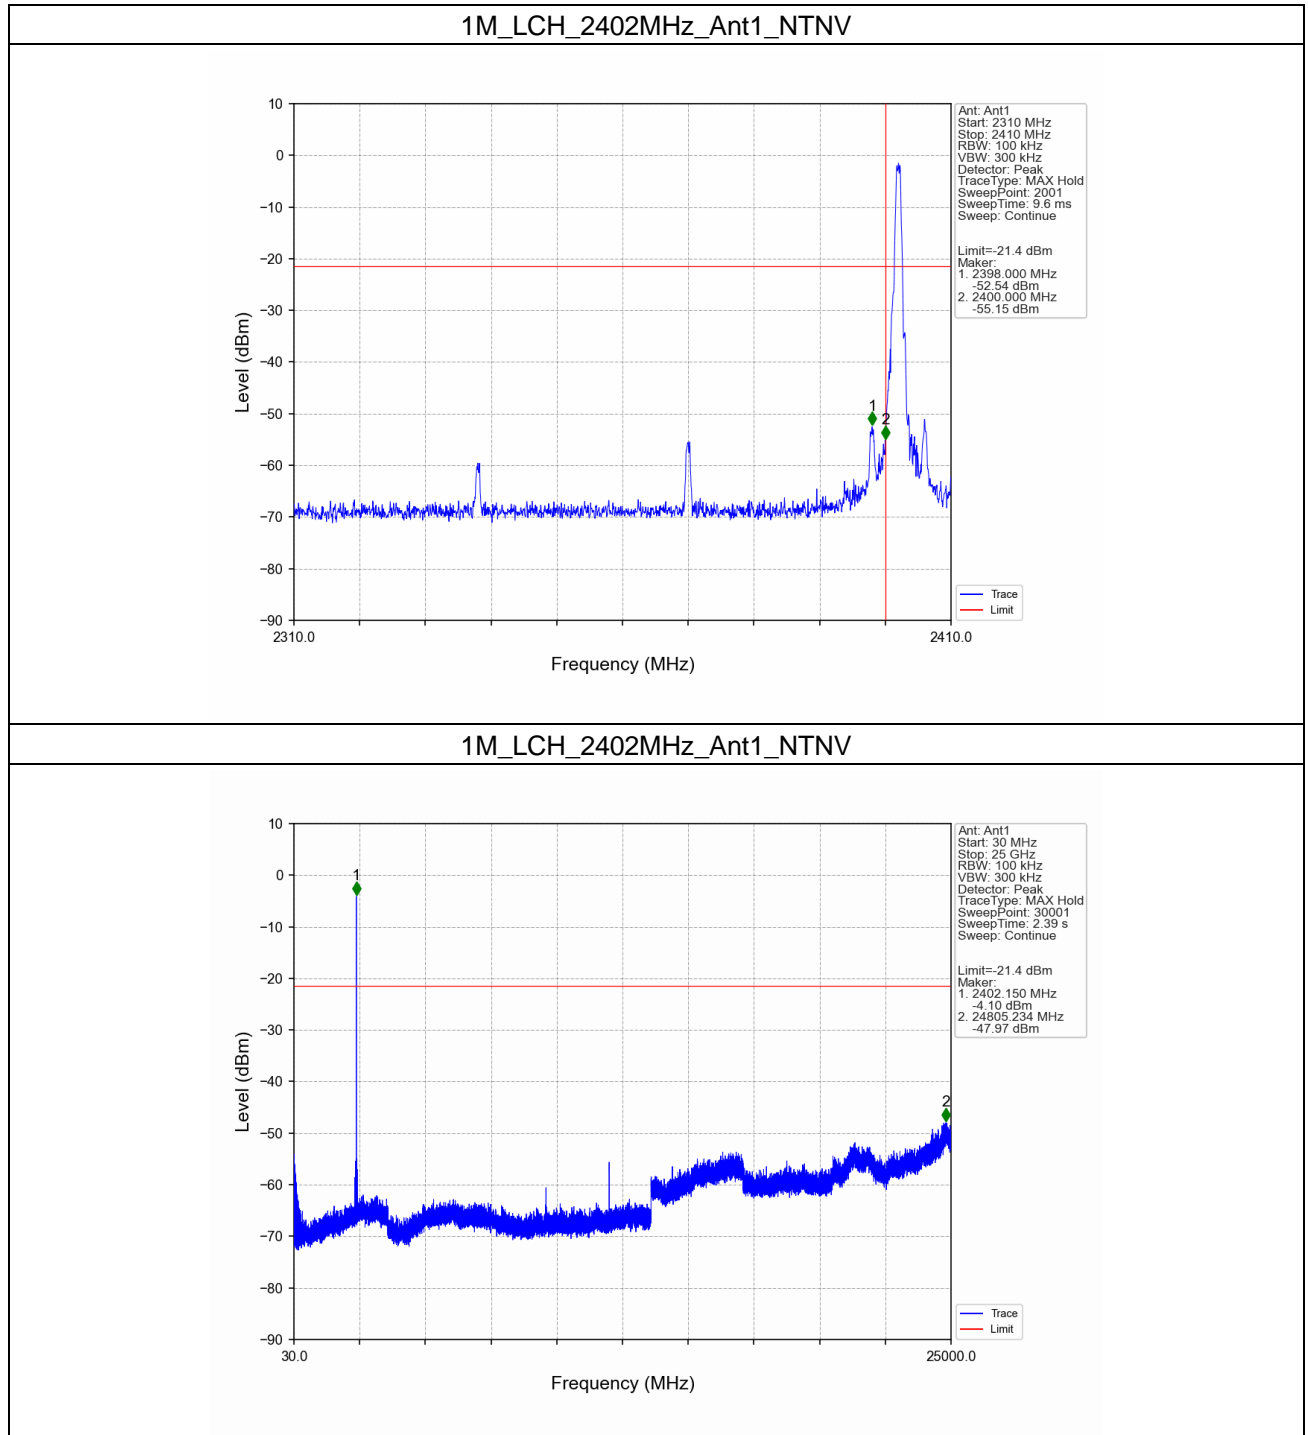 1M_LCH_2402MHz_Ant1_NTNV
10
0
−10
−20
−30
−40
−50
−60
−70
−80
−90
Level (dBm)
1
2
2310.0
2410.0
Frequency (MHz)
Ant: Ant1
Start: 2310 MHz
Stop: 2410 MHz
RBW: 100 kHz
VBW: 300 kHz
Detector: Peak
TraceType: MAX Hold
SweepPoint: 2001
SweepTime: 9.6 ms
Sweep: Continue
Limit=-21.4 dBm
Maker:
1. 2398.000 MHz
-52.54 dBm
2. 2400.000 MHz
-55.15 dBm
Trace
Limit
1M_LCH_2402MHz_Ant1_NTNV
10
0
−10
−20
−30
−40
−50
−60
−70
−80
−90
Level (dBm)
1
2
30.0
25000.0
Frequency (MHz)
Ant: Ant1
Start: 30 MHz
Stop: 25 GHz
RBW: 100 kHz
VBW: 300 kHz
Detector: Peak
TraceType: MAX Hold
SweepPoint: 30001
SweepTime: 2.39 s
Sweep: Continue
Limit=-21.4 dBm
Maker:
1. 2402.150 MHz
-4.10 dBm
2. 24805.234 MHz
-47.97 dBm
Trace
Limit